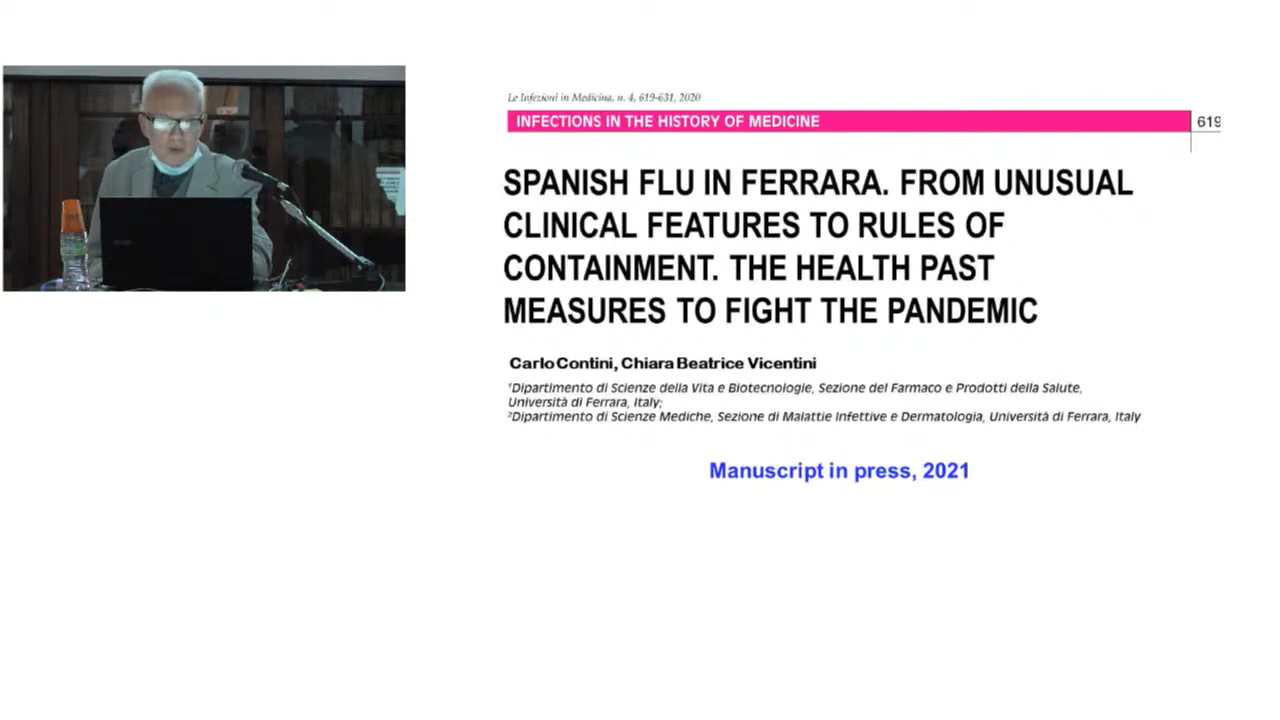 Le Infezioni in Medicina, n. 4, 619-631, 2020
INFECTIONS IN THE HISTORY OF MEDICINE
619
SPANISH FLU IN FERRARA. FROM UNUSUAL
CLINICAL FEATURES TO RULES OF
CONTAINMENT. THE HEALTH PAST
MEASURES TO FIGHT THE PANDEMIC
Carlo Contini, Chiara Beatrice Vicentini
¹Dipartimento di Scienze della Vita e Biotecnologie, Sezione del Farmaco e Prodotti della Salute,
Università di Ferrara, Italy;
²Dipartimento di Scienze Mediche, Sezione di Malattie Infettive e Dermatologia, Università di Ferrara, Italy
Manuscript in press, 2021